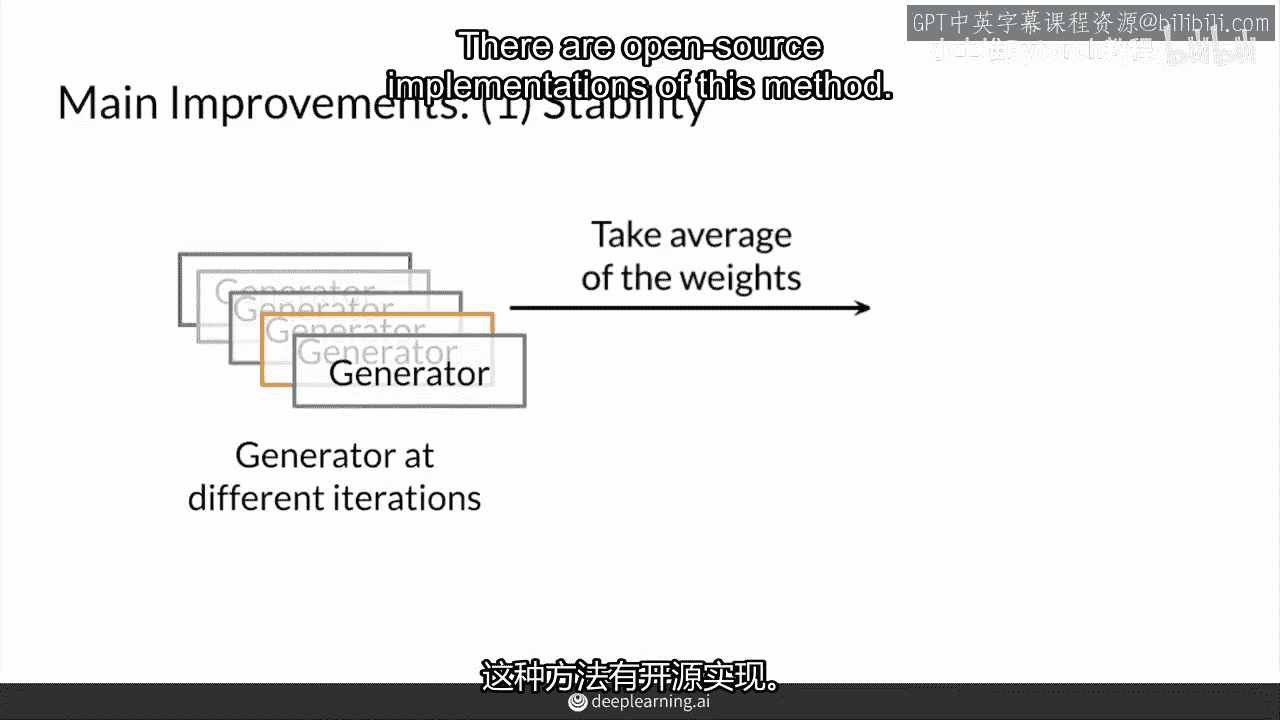 GPT中英字幕课程资源@bilibili.com
小土堆Pytorch教程 bilibili
There are open-source
implementations of this method.
Main Improvements: (1) Stability
Take average
of the weights
Generator
Generator
Generator
Generator
Generator
Generator at
different iterations
这种方法有开源实现。
deeplearning.ai